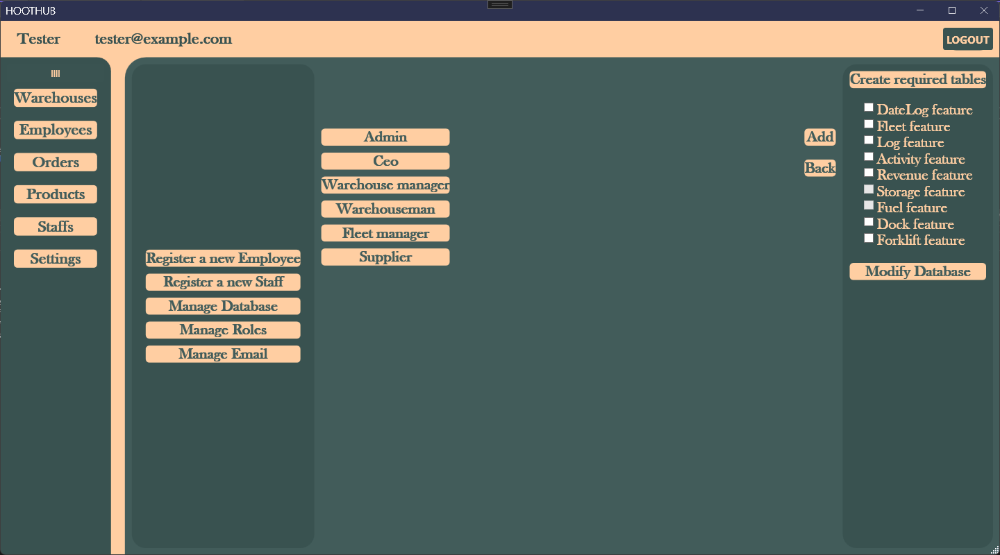 HOOTHUB
Tester
tester@example.com
LOGOUT
Warehouses
Employees
Orders
Products
Staffs
Settings
Register a new Employee
Register a new Staff
Manage Database
Manage Roles
Manage Email
Admin
Ceo
Warehouse manager
Warehouseman
Fleet manager
Supplier
Add
Back
Create required tables
DateLog feature
Fleet feature
Log feature
Activity feature
Revenue feature
Storage feature
Fuel feature
Dock feature
Forklift feature
Modify Database